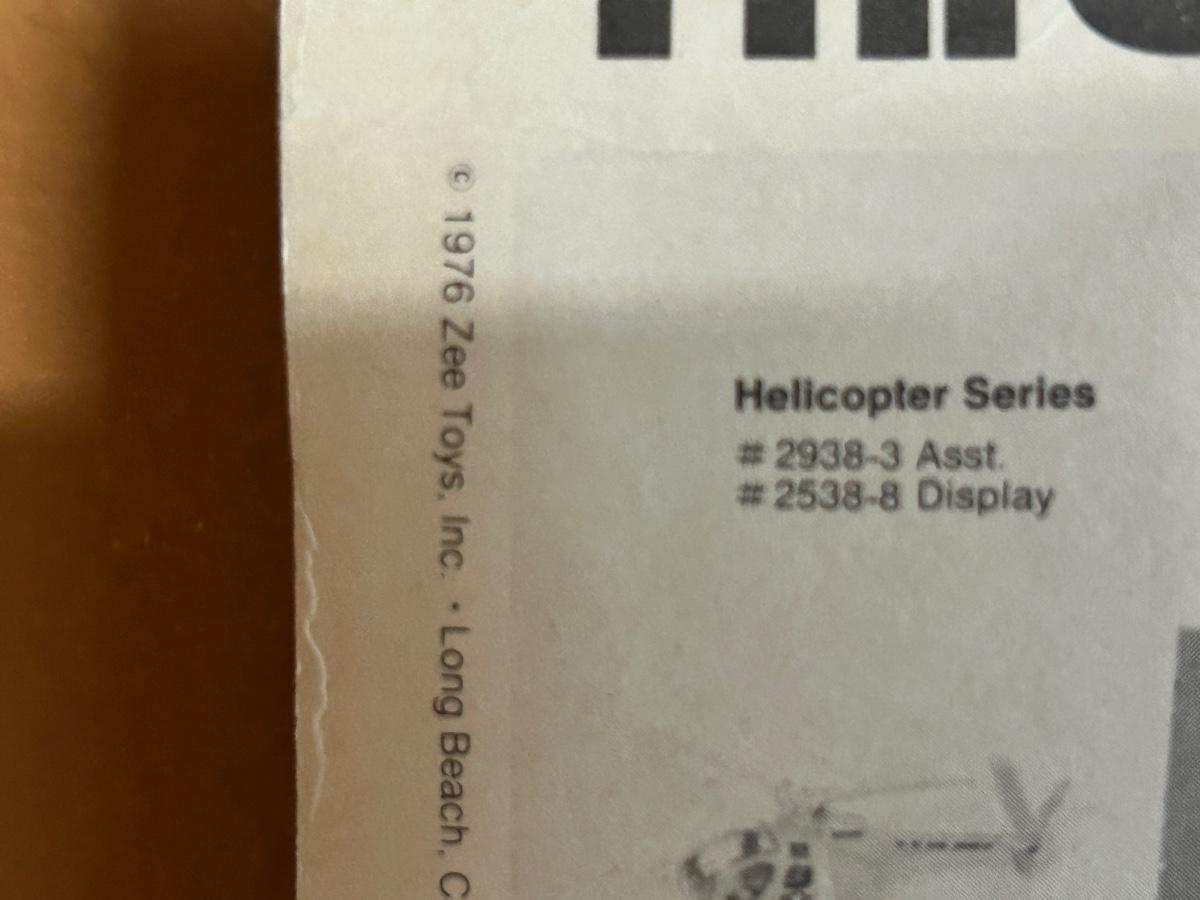 © 1976 Zee Toys, Inc. • Long Beach, C
Helicopter Series
# 2938-3 Asst.
# 2538-8 Display